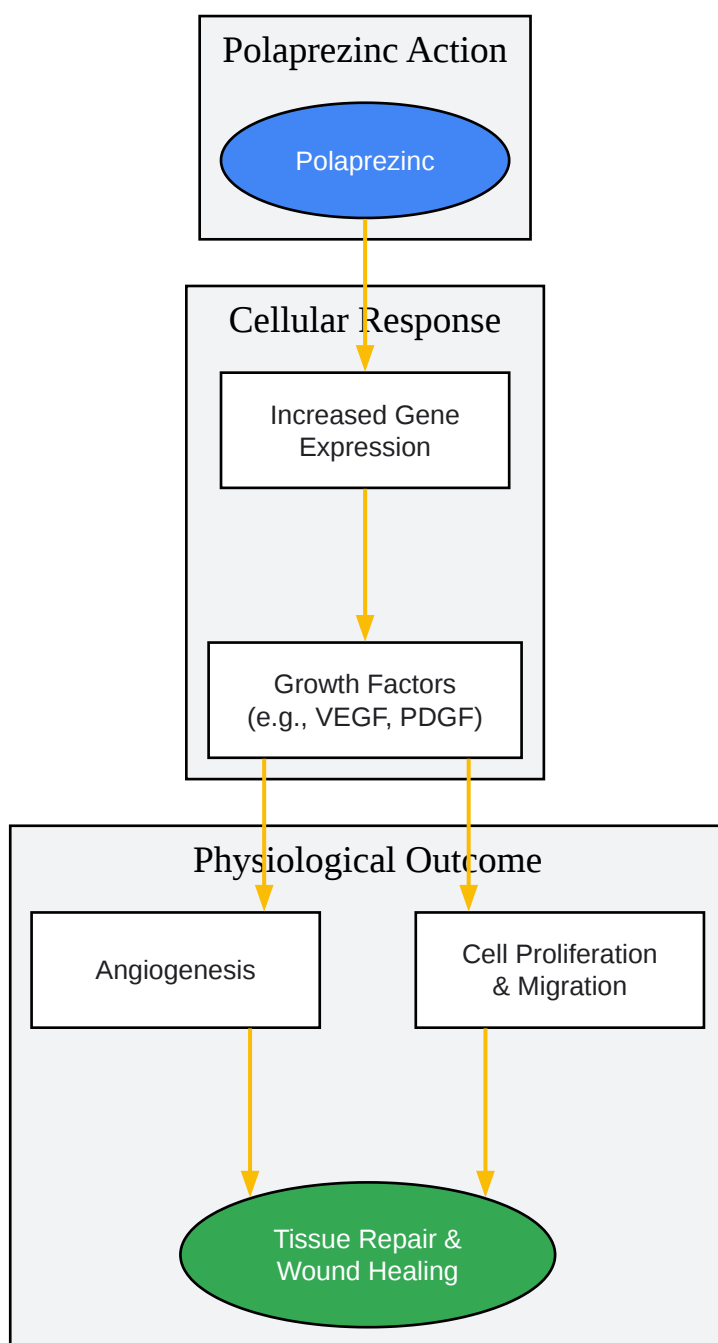 Polaprezinc Action
Polaprezinc
Cellular Response
Increased Gene
Expression
Growth Factors
(e.g., VEGF, PDGF)
Physiological Outcome
Angiogenesis
Cell Proliferation
& Migration
Tissue Repair &
Wound Healing